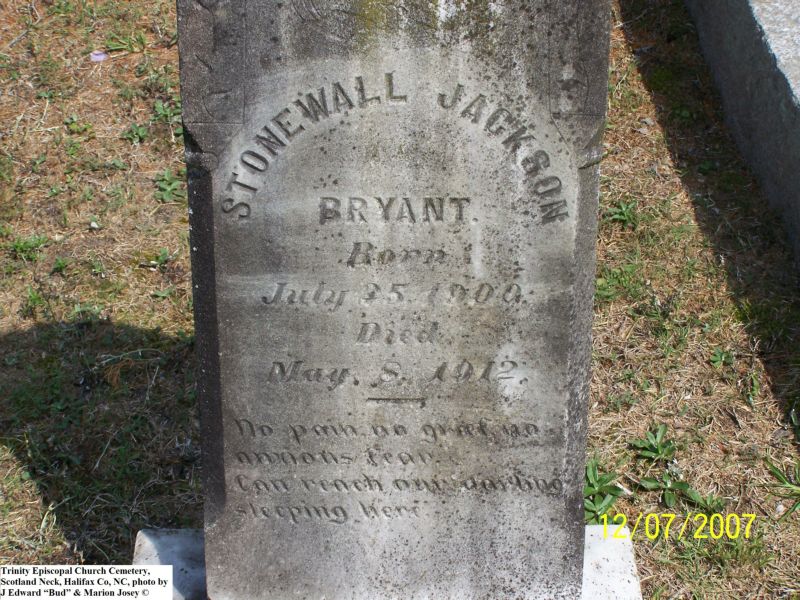 STONEWALL JACKSON
BRYANT.
Born
July 25, 1900.
Died
May. 8, 1912.
No pain, no grief, no
anxious fear
Can reach our darling
sleeping here
12/07/2007
Trinity Episcopal Church Cemetery,
Scotland Neck, Halifax Co, NC, photo by
J Edward “Bud” & Marion Josey ©